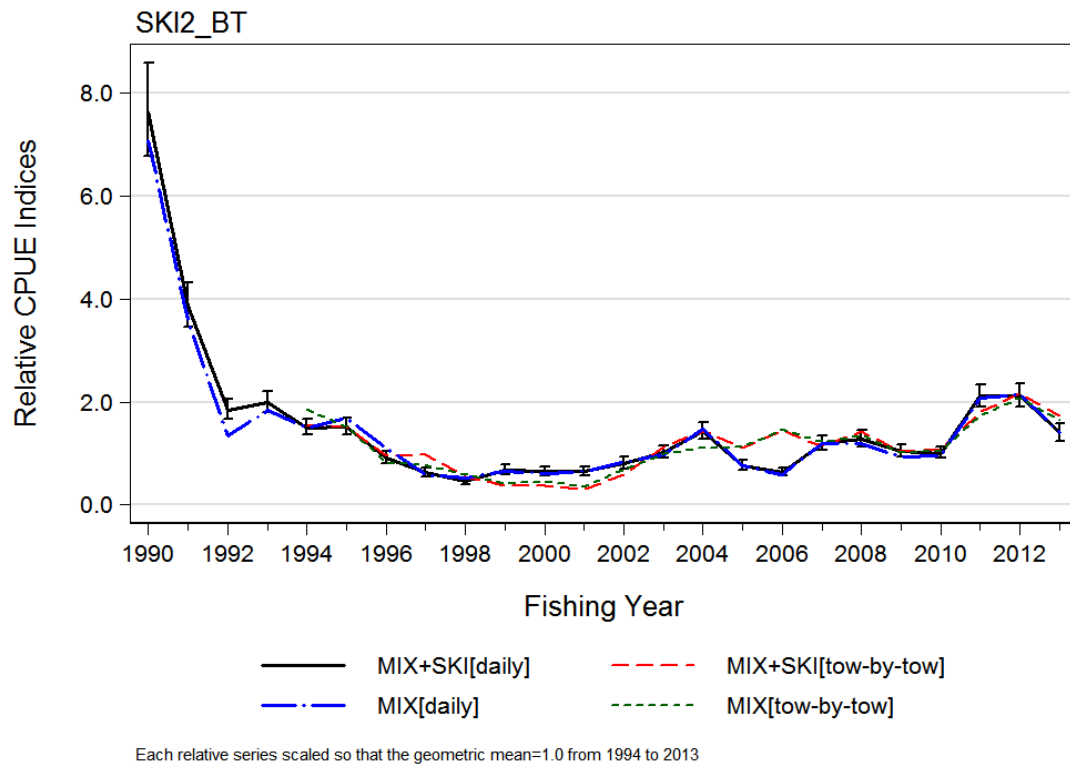 SKI2_BT
8.0
6.0
4.0
2.0
0.0
Relative CPUE Indices
1990 1992 1994 1996 1998 2000 2002 2004 2006 2008 2010 2012
Fishing Year
MIX+SKI[daily] MIX+SKI[tow-by-tow]
MIX[daily] MIX[tow-by-tow]
Each relative series scaled so that the geometric mean=1.0 from 1994 to 2013